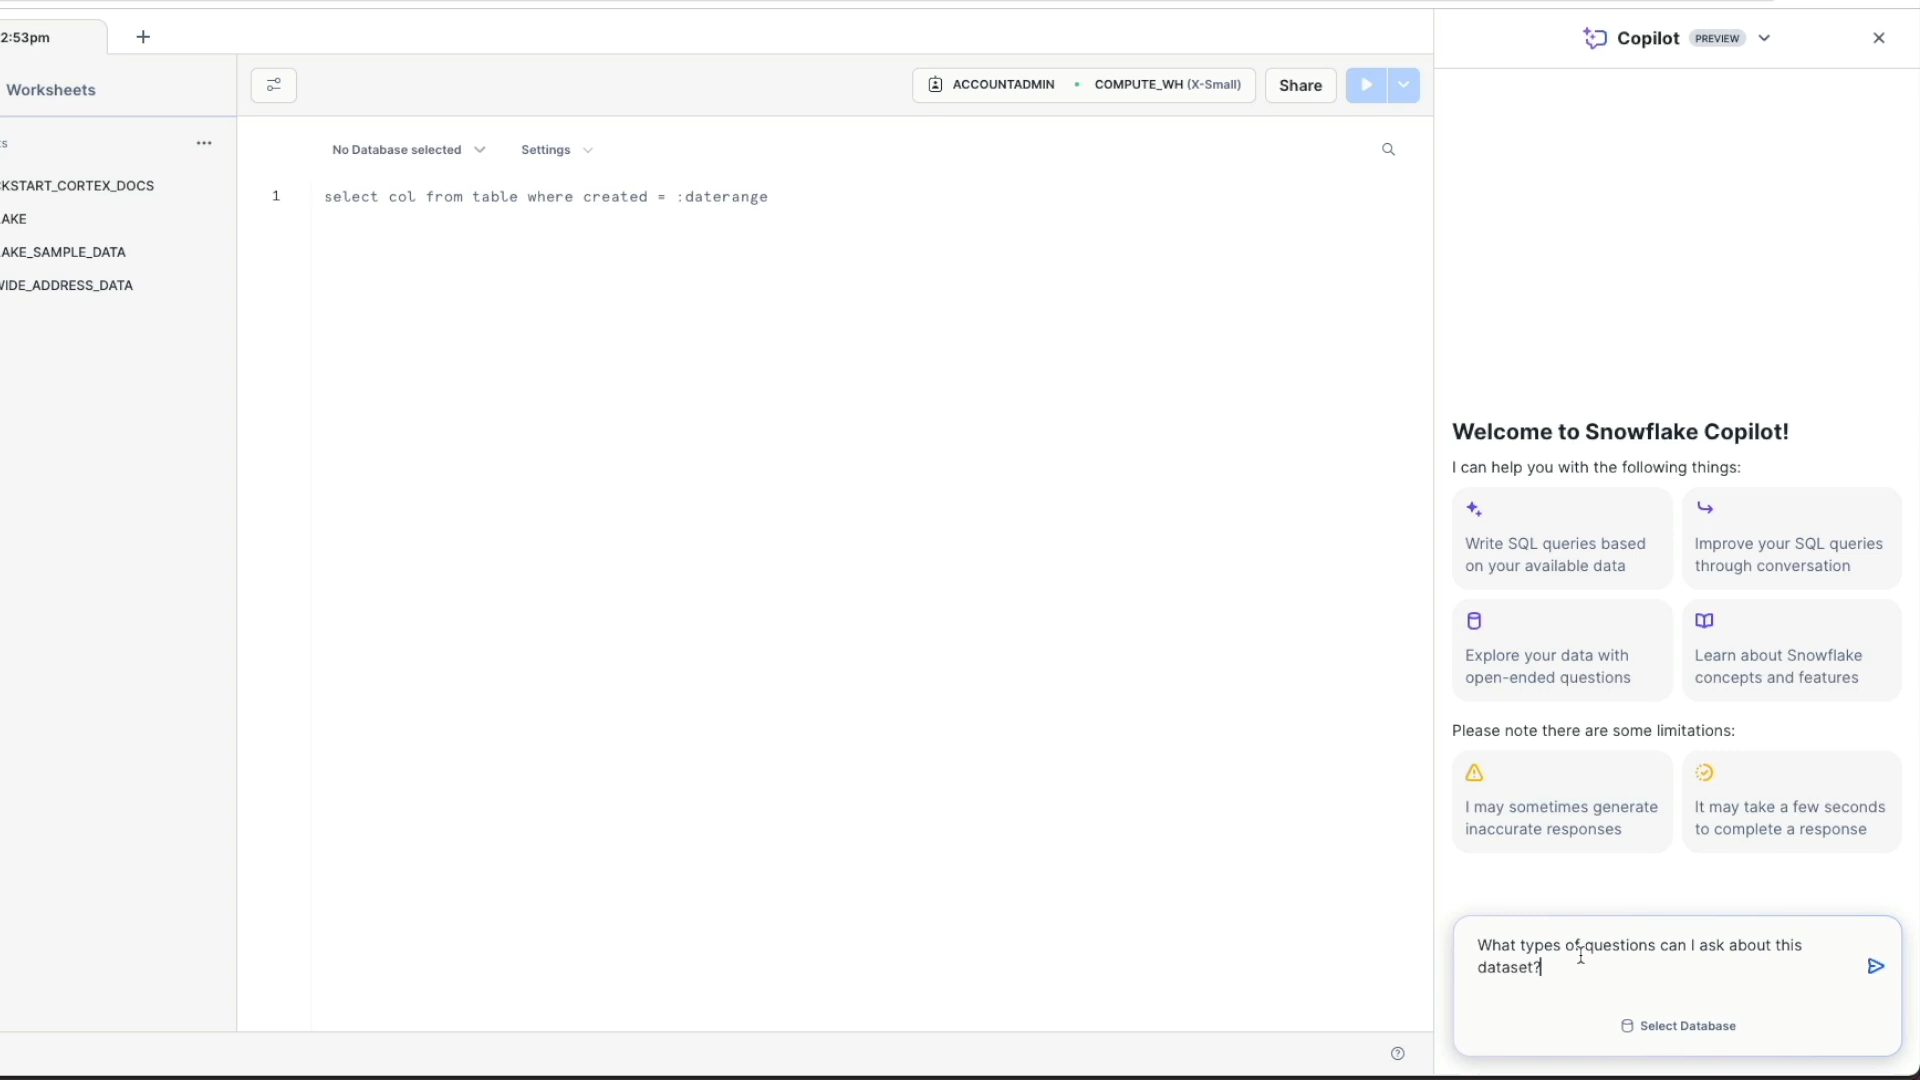 2:53pm
+
Copilot PREVIEW
Worksheets
ACCOUNTADMIN • COMPUTE_WH (X-Small)
Share
No Database selected
Settings
1 select col from table where created = :daterange
KSTART_CORTEX_DOCS
AKE
AKE_SAMPLE_DATA
WIDE_ADDRESS_DATA
Welcome to Snowflake Copilot!
I can help you with the following things:
Write SQL queries based
on your available data
Improve your SQL queries
through conversation
Explore your data with
open-ended questions
Learn about Snowflake
concepts and features
Please note there are some limitations:
I may sometimes generate
inaccurate responses
It may take a few seconds
to complete a response
What types of questions can I ask about this
dataset?
Select Database